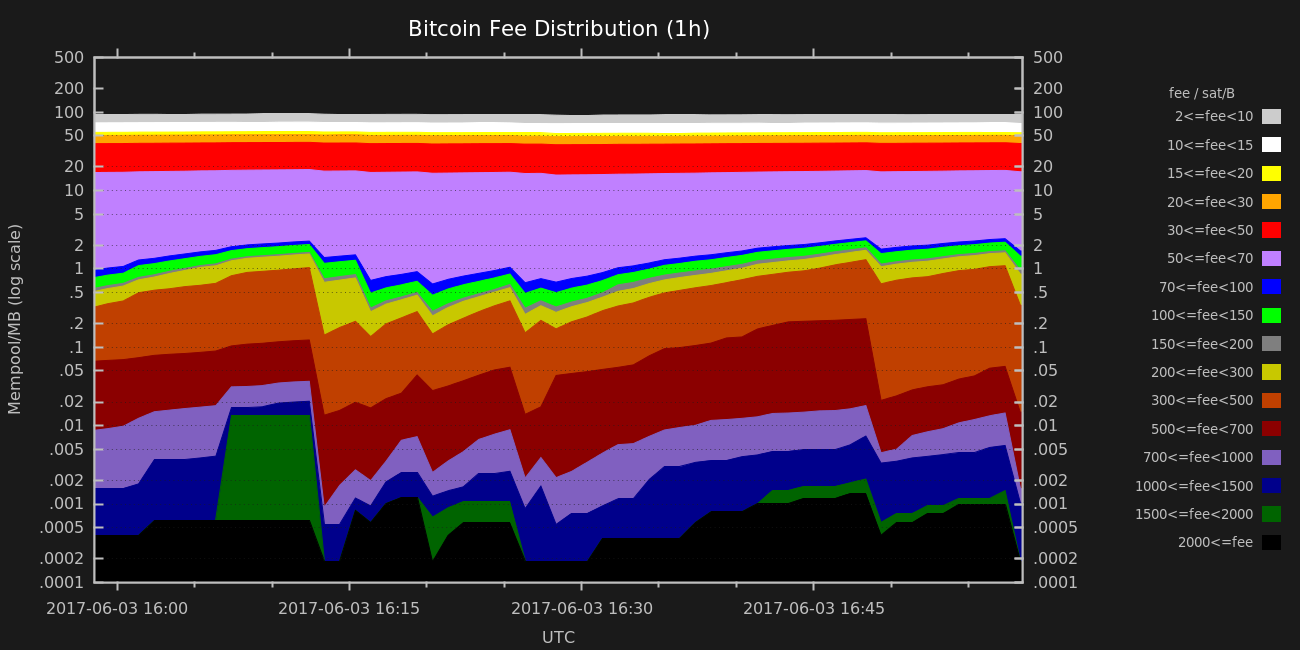 Bitcoin Fee Distribution (1h)
500
200
100
50
20
10
5
2
1
.5
.2
.1
.05
.02
.01
.005
.002
.001
.0005
.0002
.0001
Mempool/MB (log scale)
500
200
100
50
20
10
5
2
1
.5
.2
.1
.05
.02
.01
.005
.002
.001
.0005
.0002
.0001
2017-06-03 16:00 2017-06-03 16:15 2017-06-03 16:30 2017-06-03 16:45
UTC
fee / sat/B
2<=fee<10
10<=fee<15
15<=fee<20
20<=fee<30
30<=fee<50
50<=fee<70
70<=fee<100
100<=fee<150
150<=fee<200
200<=fee<300
300<=fee<500
500<=fee<700
700<=fee<1000
1000<=fee<1500
1500<=fee<2000
2000<=fee